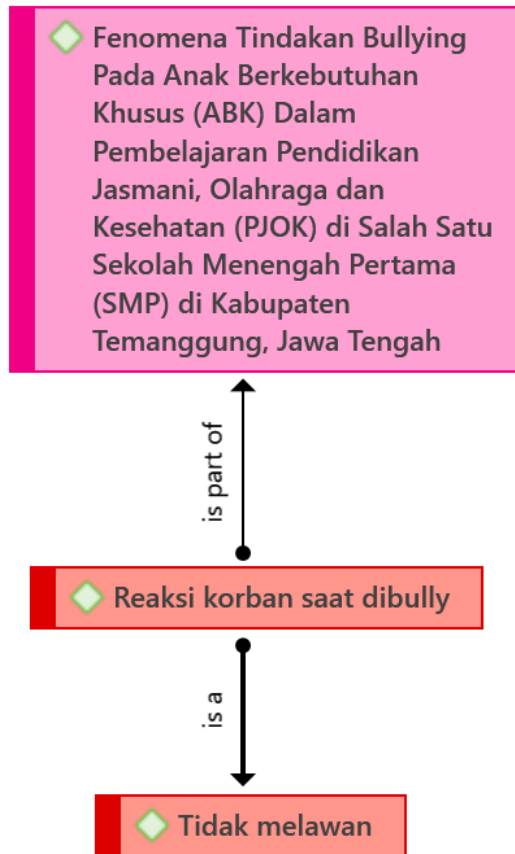 Fenomena Tindakan Bullying
Pada Anak Berkebutuhan
Khusus (ABK) Dalam
Pembelajaran Pendidikan
Jasmani, Olahraga dan
Kesehatan (PJOK) di Salah Satu
Sekolah Menengah Pertama
(SMP) di Kabupaten
Temanggung, Jawa Tengah
is part of
Reaksi korban saat dibully
is a
Tidak melawan